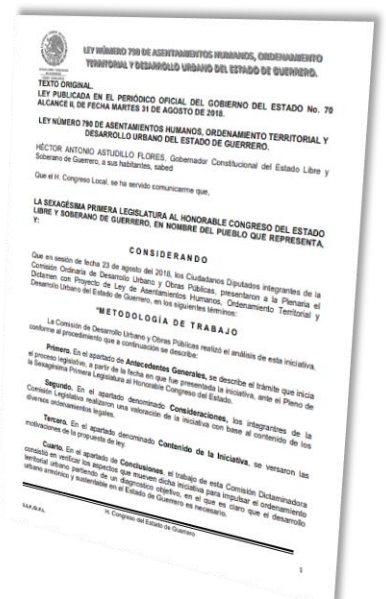 LEY NÚMERO 790 DE ASENTAMIENTOS HUMANOS, ORDENAMIENTO
TERRITORIAL Y DESARROLLO URBANO DEL ESTADO DE GUERRERO.
TEXTO ORIGINAL.
LEY PUBLICADA EN EL PERIÓDICO OFICIAL DEL GOBIERNO DEL ESTADO No. 70
ALCANCE II, DE FECHA MARTES 31 DE AGOSTO DE 2018.
LEY NÚMERO 790 DE ASENTAMIENTOS HUMANOS, ORDENAMIENTO TERRITORIAL Y
DESARROLLO URBANO DEL ESTADO DE GUERRERO.
HÉCTOR ANTONIO ASTUDILLO FLORES, Gobernador Constitucional del Estado Libre y
Soberano de Guerrero, a sus habitantes, sabed
Que el H. Congreso Local, se ha servido comunicarme que,
LA SEXAGÉSIMA PRIMERA LEGISLATURA AL HONORABLE CONGRESO DEL ESTADO
LIBRE Y SOBERANO DE GUERRERO, EN NOMBRE DEL PUEBLO QUE REPRESENTA,
Y:
C O N S I D E R A N D O
Que en sesión de fecha 23 de agosto del 2018, los Ciudadanos Diputados integrantes de la
Comisión Ordinaria de Desarrollo Urbano y Obras Públicas, presentaron a la Plenaria el
Dictamen con Proyecto de Ley de Asentamientos Humanos, Ordenamiento Territorial y
Desarrollo Urbano del Estado de Guerrero, en los siguientes términos:
"METODOLOGÍA DE TRABAJO
La Comisión de Desarrollo Urbano y Obras Públicas realizó el análisis de esta iniciativa,
conforme al procedimiento que a continuación se describe:
Primero. En el apartado de Antecedentes Generales, se describe el trámite que inicia
el proceso legislativo, a partir de la fecha en que fue presentada la iniciativa, ante el Pleno de
la Sexagésima Primera Legislatura al Honorable Congreso del Estado.
Segundo. En el apartado denominado Consideraciones, los integrantes de la
Comisión Legislativa realizaron una valoración de la iniciativa con base al contenido de los
diversos ordenamientos legales.
Tercero. En el apartado denominado Contenido de la Iniciativa, se versaron las
motivaciones de la propuesta de ley.
Cuarto. En el apartado de Conclusiones, el trabajo de esta Comisión Dictaminadora
consistió en verificar los aspectos que mueven dicha iniciativa para impulsar el ordenamiento
territorial urbano partiendo de un diagnostico objetivo, en el que es claro que el desarrollo
urbano armónico y sustentable en el Estado de Guerrero es necesario.
H. Congreso del Estado de Guerrero
1